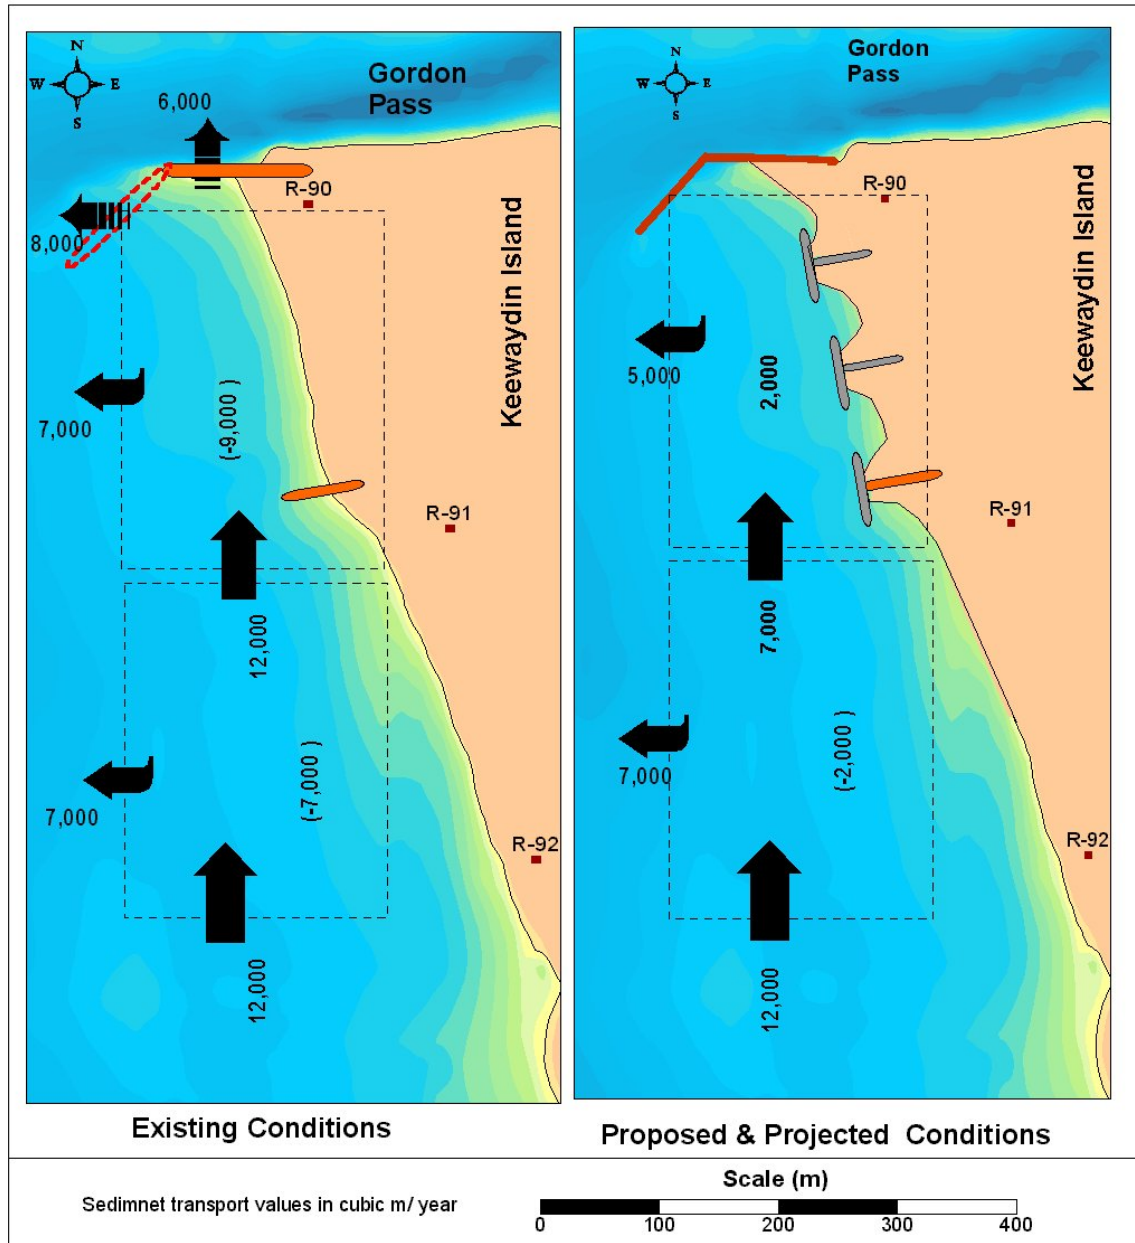 N
W E
S
Gordon
Pass
6,000
R-90
8,000
Keewaydin Island
7,000
(-9,000 )
R-91
12,000
7,000
(-7,000 )
R-92
12,000
Existing Conditions
N
W E
S
Gordon
Pass
R-90
Keewaydin Island
5,000
2,000
R-91
7,000
7,000
(-2,000 )
R-92
12,000
Proposed & Projected Conditions
Sedimnet transport values in cubic m/ year
Scale (m)
0 100 200 300 400